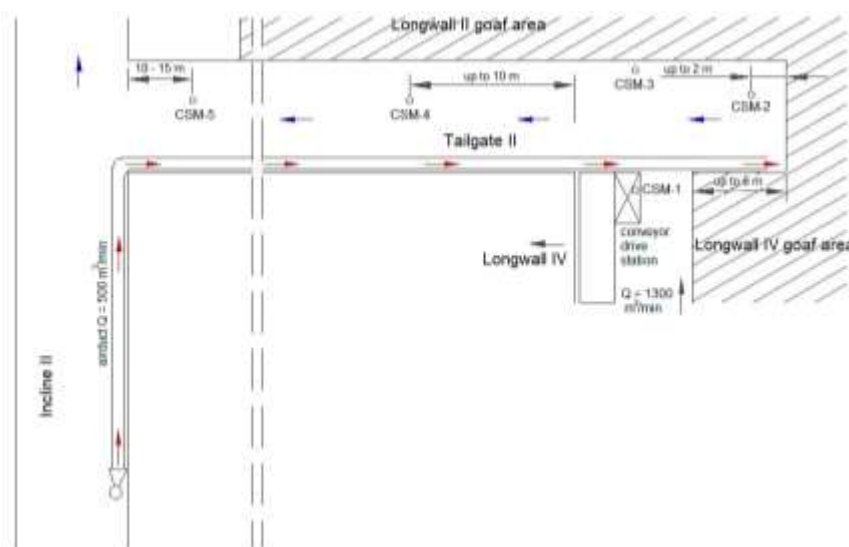 Longwall II goaf area
10 - 15 m
up to 10 m
up to 2 m
CSM-3
CSM-2
CSM-5
CSM-4
Tailgate II
CSM-1
up to 6 m
conveyor
drive
station
Longwall IV
Longwall IV goaf area
Q = 1300
m³/min
airduct Q = 500 m³/min
Incline II